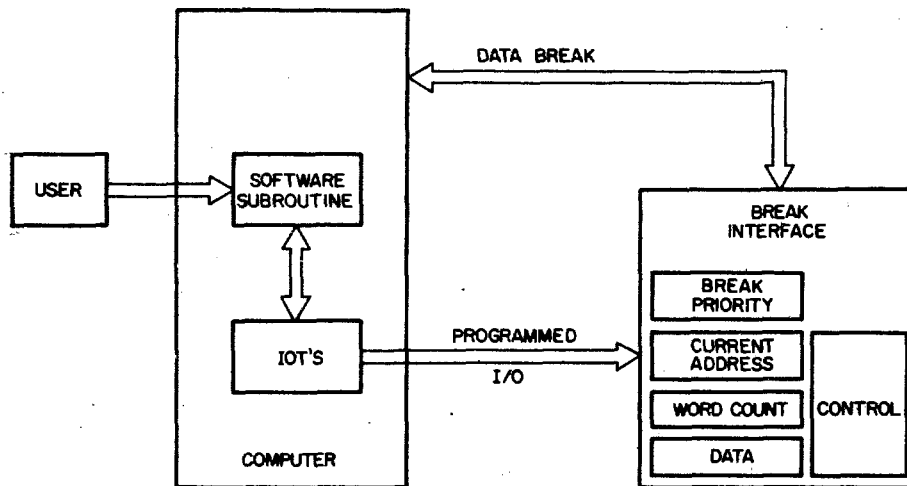 DATA BREAK
USER
SOFTWARE
SUBROUTINE
BREAK
INTERFACE
BREAK
PRIORITY
IOT'S
PROGRAMMED
I/O
CURRENT
ADDRESS
WORD COUNT
CONTROL
DATA
COMPUTER